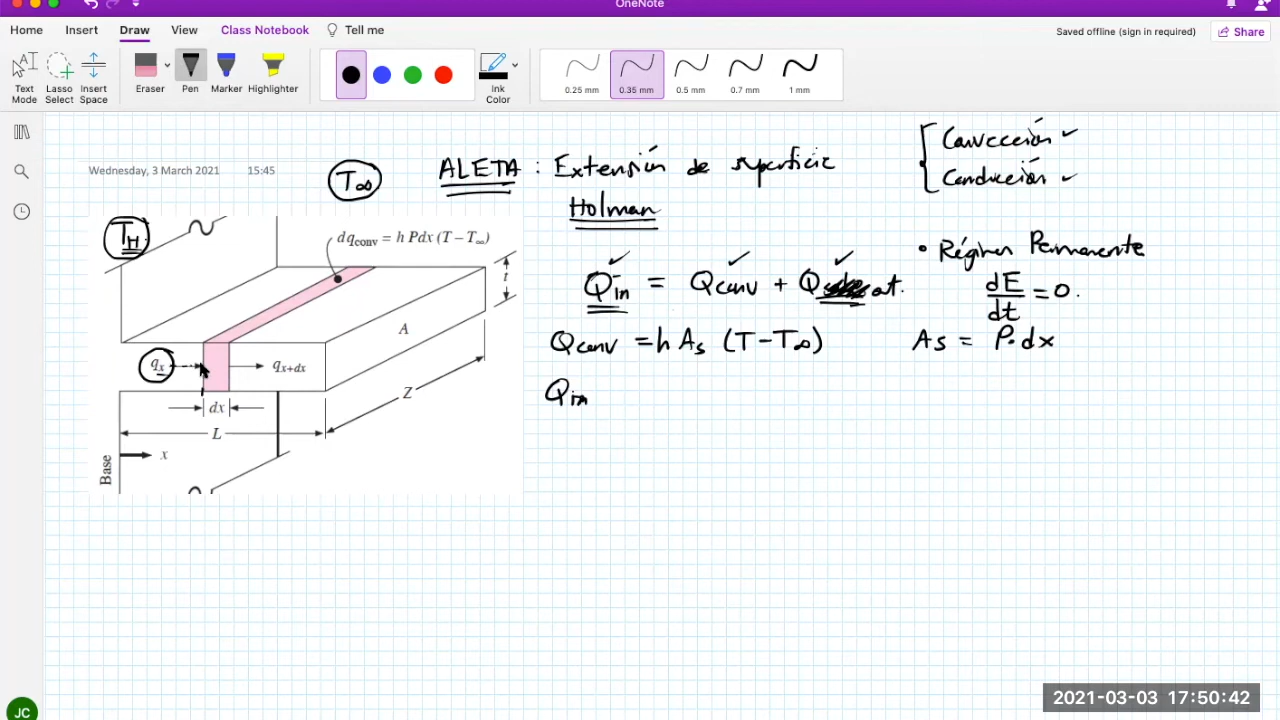 OneNote
Home Insert Draw View Class Notebook Tell me
Saved offline (sign in required) Share
Text Mode
Lasso Select
Insert Space
Eraser
Pen
Marker
Highlighter
Ink Color
0.25 mm
0.35 mm
0.5 mm
0.7 mm
1 mm
Wednesday, 3 March 2021 15:45
T∞
ALETA : Extensión de superficie
Holman
Convección ✓
Conducción ✓
T_H
dq_conv = h Pdx (T – T∞)
t
A
q_x
q_x+dx
dx
Z
L
x
Base
Q_in = Q_conv + Q at.
• Régimen Permanente
dE/dt = 0.
Q_conv = h A_s (T – T∞)
A_s = P·dx
Q_in
JC
2021-03-03 17:50:42